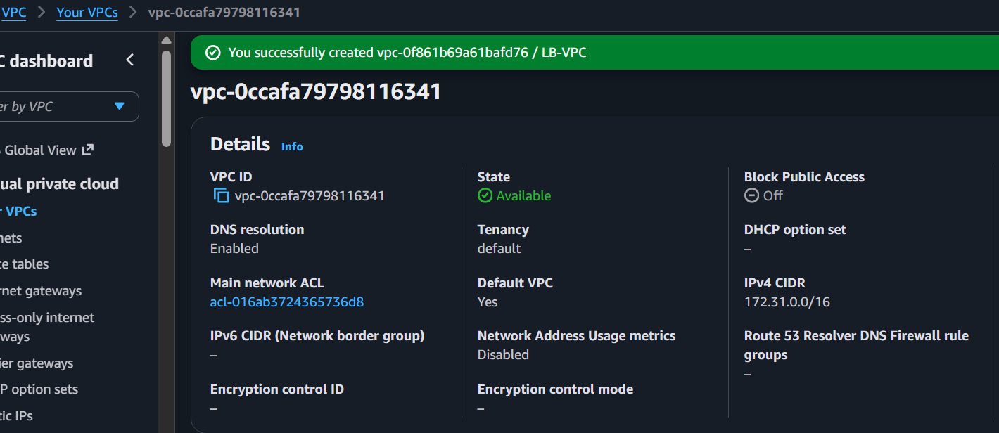 VPC > Your VPCs > vpc-0ccafa79798116341
C dashboard
er by VPC
Global View
ual private cloud
r VPCs
nets
te tables
rnet gateways
ss-only internet
ways
ier gateways
P option sets
tic IPs
You successfully created vpc-0f861b69a61bafd76 / LB-VPC
vpc-0ccafa79798116341
Details Info
VPC ID
vpc-0ccafa79798116341
State
Available
Block Public Access
Off
DNS resolution
Enabled
Tenancy
default
DHCP option set
–
Main network ACL
acl-016ab3724365736d8
Default VPC
Yes
IPv4 CIDR
172.31.0.0/16
IPv6 CIDR (Network border group)
–
Network Address Usage metrics
Disabled
Route 53 Resolver DNS Firewall rule
groups
–
Encryption control ID
–
Encryption control mode
–